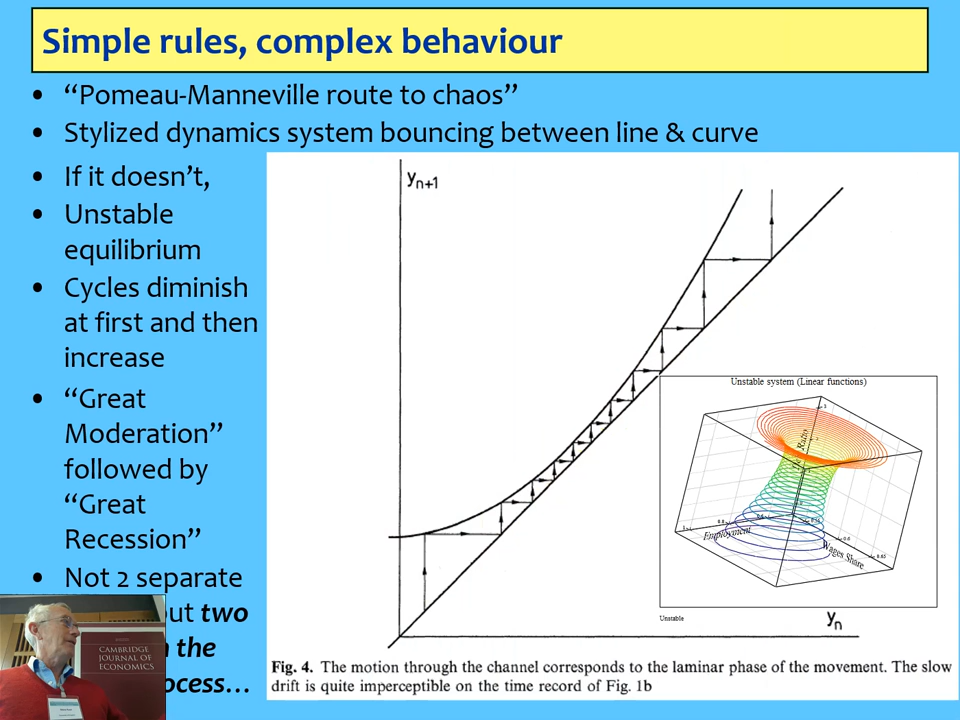 Simple rules, complex behaviour
• “Pomeau-Manneville route to chaos”
• Stylized dynamics system bouncing between line & curve
• If it doesn’t,
• Unstable
equilibrium
• Cycles diminish
at first and then
increase
• “Great
Moderation”
followed by
“Great
Recession”
• Not 2 separate
but two
the
ocess…
yn+1
yn
Unstable system (Linear functions)
Ratio
Employment
Wages Share
Unstable
Fig. 4. The motion through the channel corresponds to the laminar phase of the movement. The slow
drift is quite imperceptible on the time record of Fig. 1b
CAMBRIDGE
JOURNAL OF
ECONOMICS